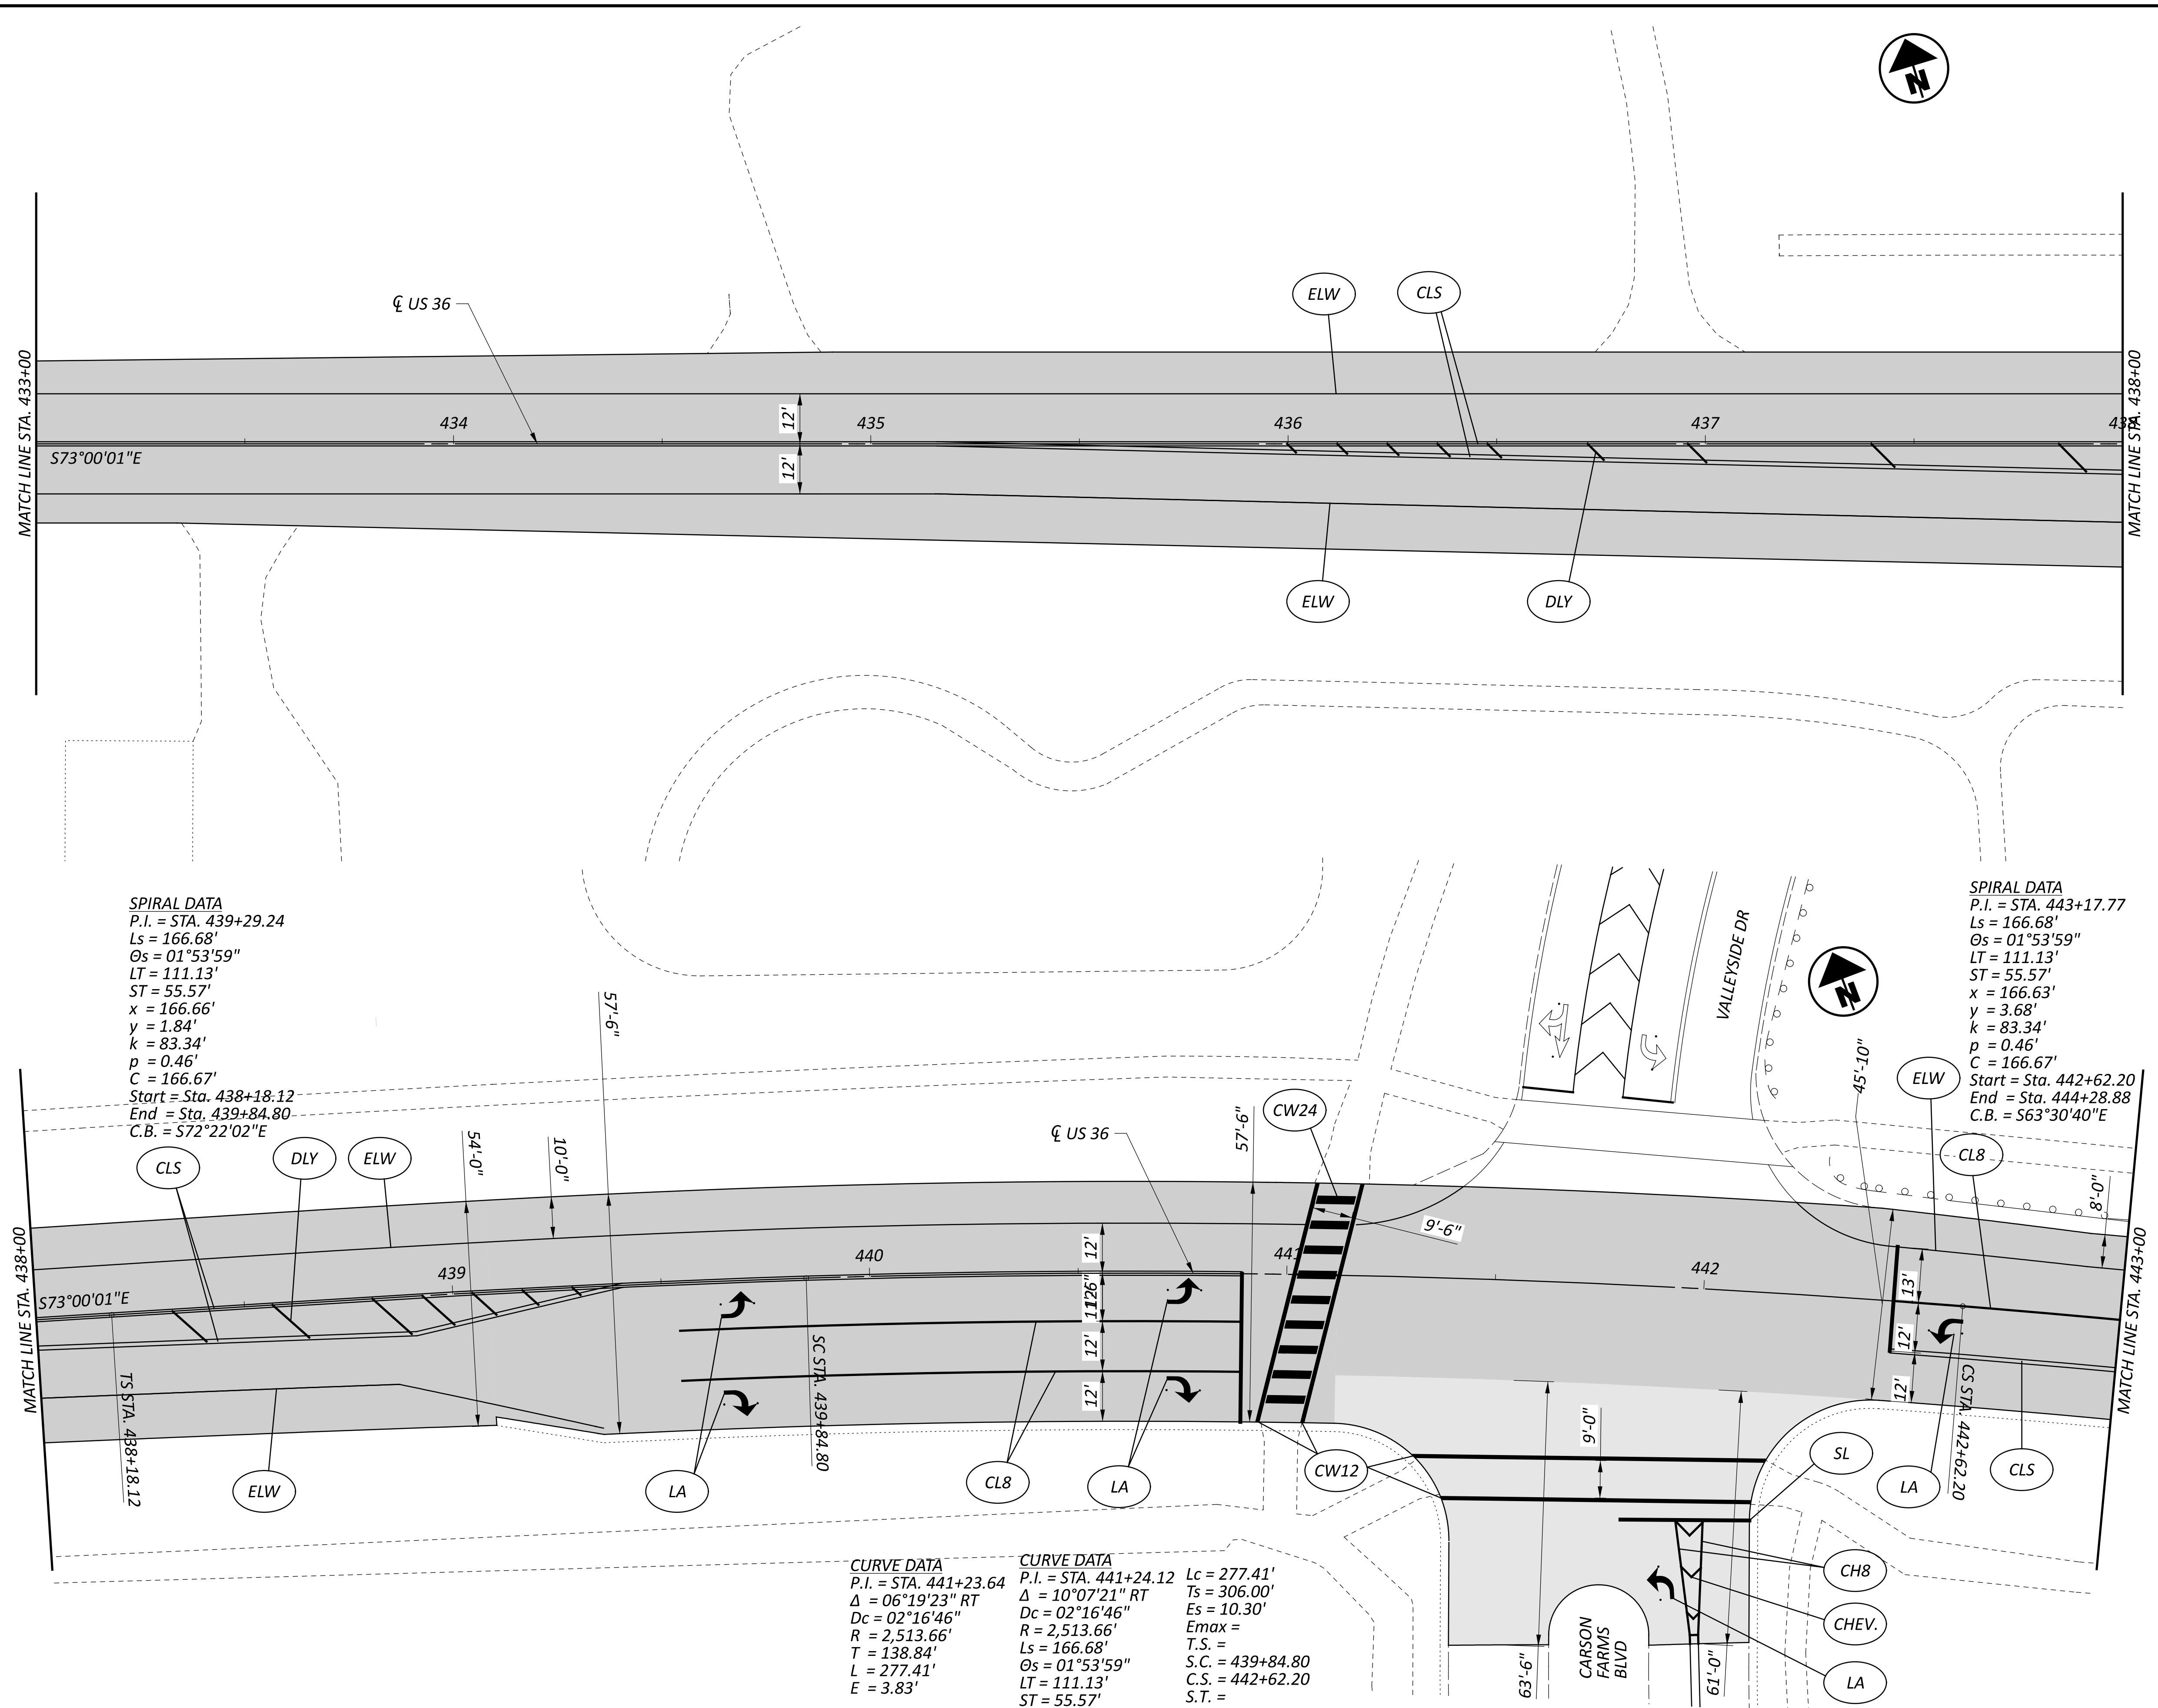 N
MATCH LINE STA. 433+00
℄ US 36
ELW
CLS
MATCH LINE STA. 438+00
434
435
436
437
438
12'
12'
S73°00'01"E
ELW
DLY
SPIRAL DATA
P.I. = STA. 439+29.24
Ls = 166.68'
Θs = 01°53'59"
LT = 111.13'
ST = 55.57'
x = 166.66'
y = 1.84'
k = 83.34'
p = 0.46'
C = 166.67'
Start = Sta. 438+18.12
End = Sta. 439+84.80
C.B. = S72°22'02"E
SPIRAL DATA
P.I. = STA. 443+17.77
Ls = 166.68'
Θs = 01°53'59"
LT = 111.13'
ST = 55.57'
x = 166.63'
y = 3.68'
k = 83.34'
p = 0.46'
C = 166.67'
Start = Sta. 442+62.20
End = Sta. 444+28.88
C.B. = S63°30'40"E
VALLEYSIDE DR
N
57'-6"
45'-10"
CLS
DLY
ELW
54'-0"
10'-0"
℄ US 36
57'-6"
CW24
ELW
CL8
8'-0"
9'-6"
MATCH LINE STA. 438+00
S73°00'01"E
439
440
441
442
12'
11'6"
12'
12'
12'
13'
12'
12'
MATCH LINE STA. 443+00
TS STA. 438+18.12
SC STA. 439+84.80
CS STA. 442+62.20
ELW
LA
CL8
LA
CW12
9'-0"
SL
LA
CLS
CH8
CHEV.
LA
63'-6"
CARSON
FARMS
BLVD
61'-0"
CURVE DATA
P.I. = STA. 441+23.64
Δ = 06°19'23" RT
Dc = 02°16'46"
R = 2,513.66'
T = 138.84'
L = 277.41'
E = 3.83'
CURVE DATA
P.I. = STA. 441+24.12
Δ = 10°07'21" RT
Dc = 02°16'46"
R = 2,513.66'
Ls = 166.68'
Θs = 01°53'59"
LT = 111.13'
ST = 55.57'
Lc = 277.41'
Ts = 306.00'
Es = 10.30'
Emax =
T.S. =
S.C. = 439+84.80
C.S. = 442+62.20
S.T. =